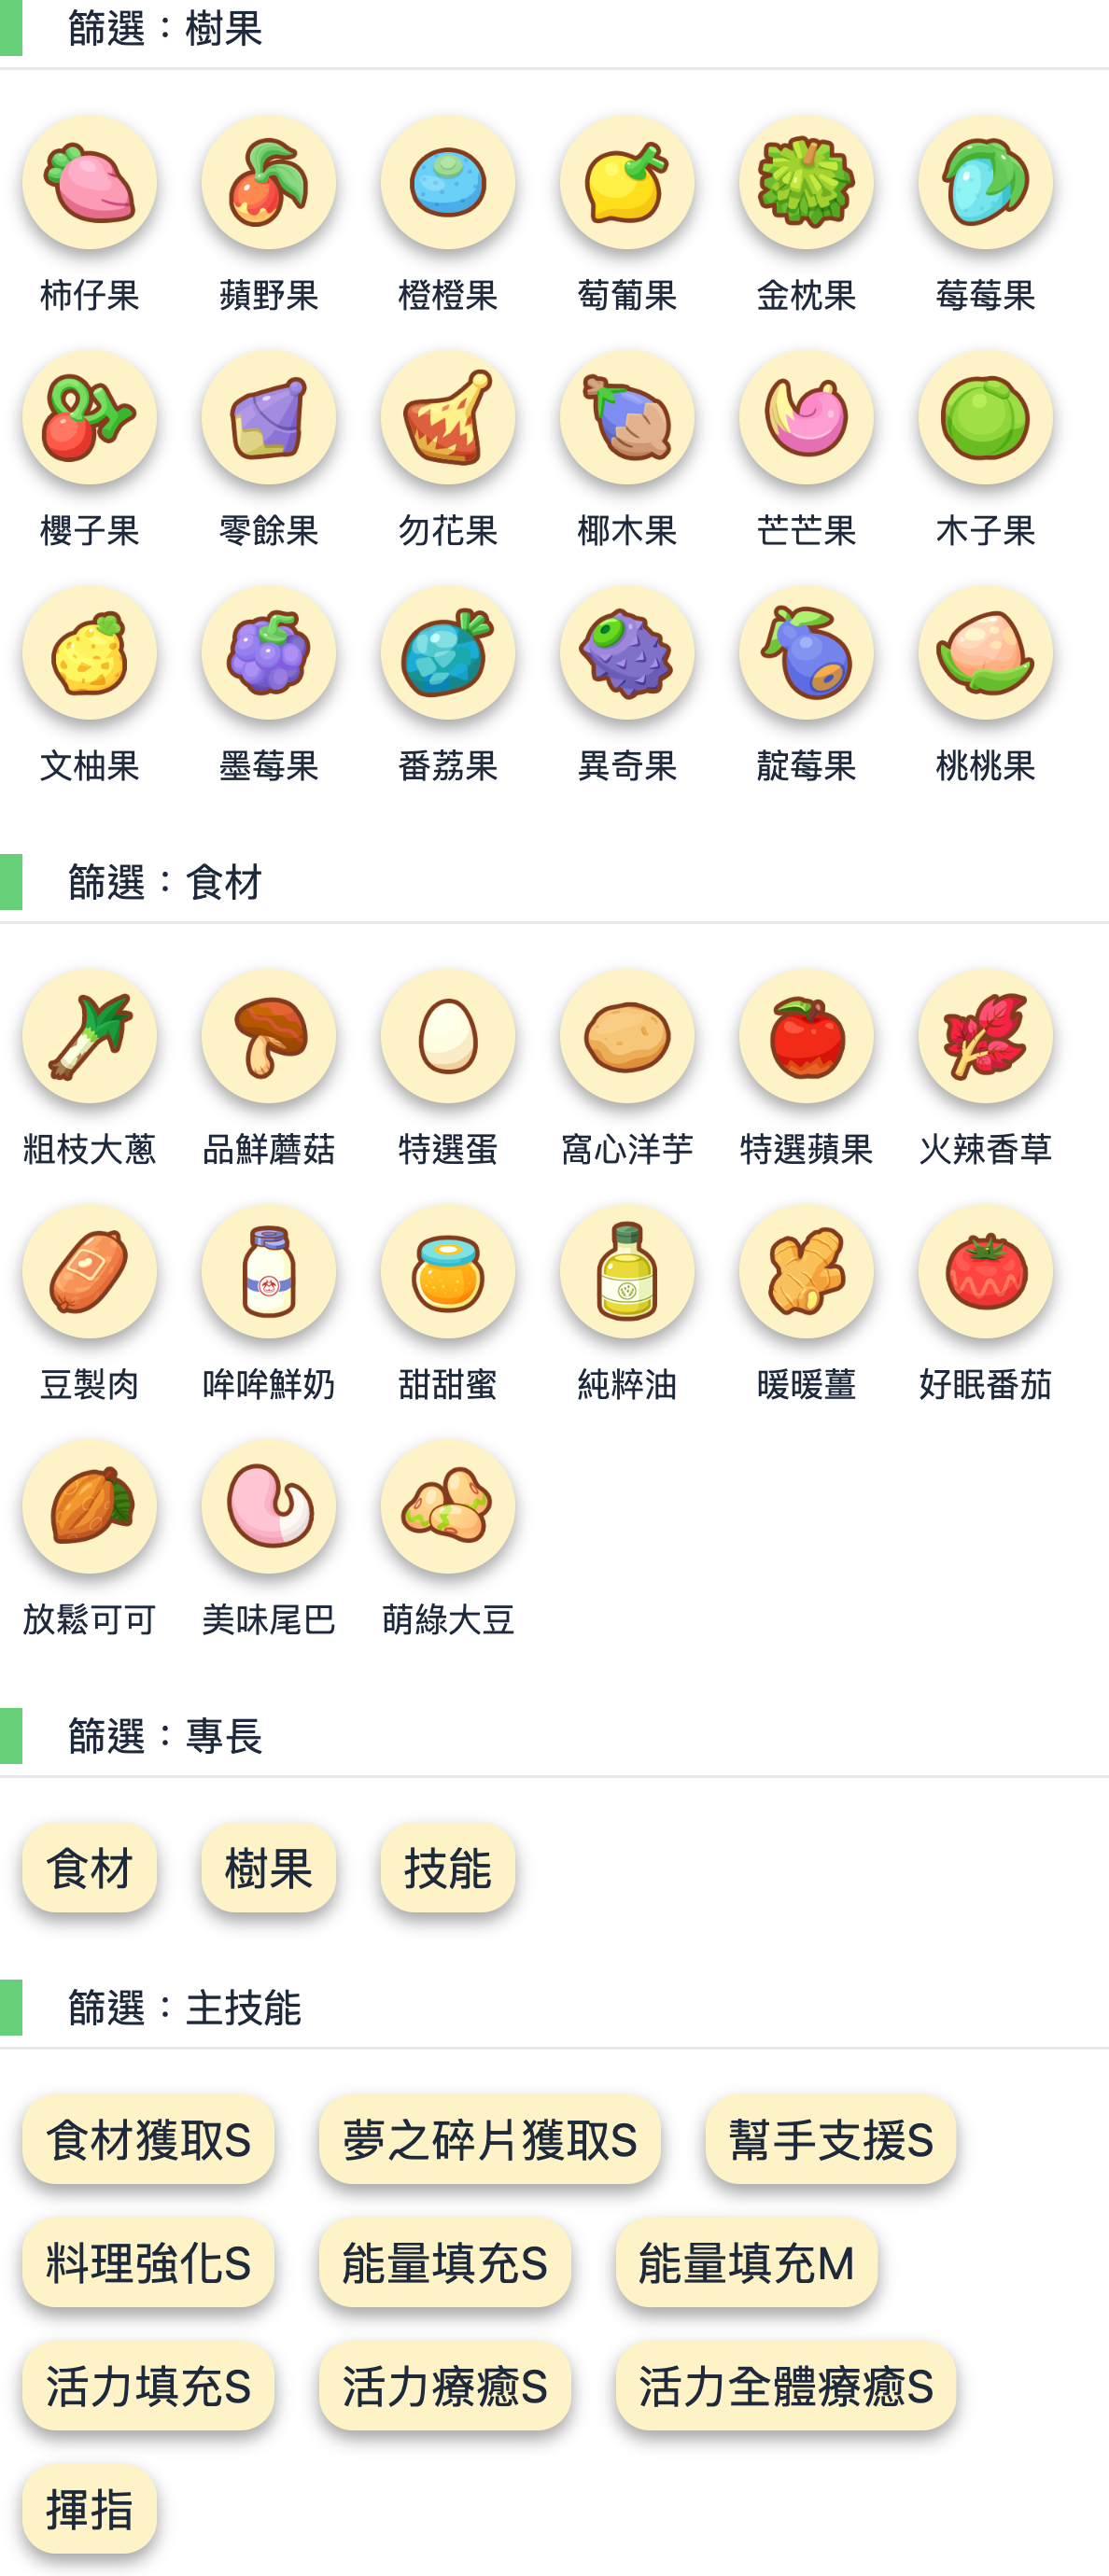 篩選：樹果
柿仔果 蘋野果 橙橙果 萄葡果 金枕果 莓莓果
櫻子果 零餘果 勿花果 椰木果 芒芒果 木子果
文柚果 墨莓果 番荔果 異奇果 靛莓果 桃桃果
篩選：食材
粗枝大蔥 品鮮蘑菇 特選蛋 窩心洋芋 特選蘋果 火辣香草
豆製肉 哞哞鮮奶 甜甜蜜 純粹油 暖暖薑 好眠番茄
放鬆可可 美味尾巴 萌綠大豆
篩選：專長
食材 樹果 技能
篩選：主技能
食材獲取S 夢之碎片獲取S 幫手支援S
料理強化S 能量填充S 能量填充M
活力填充S 活力療癒S 活力全體療癒S
揮指